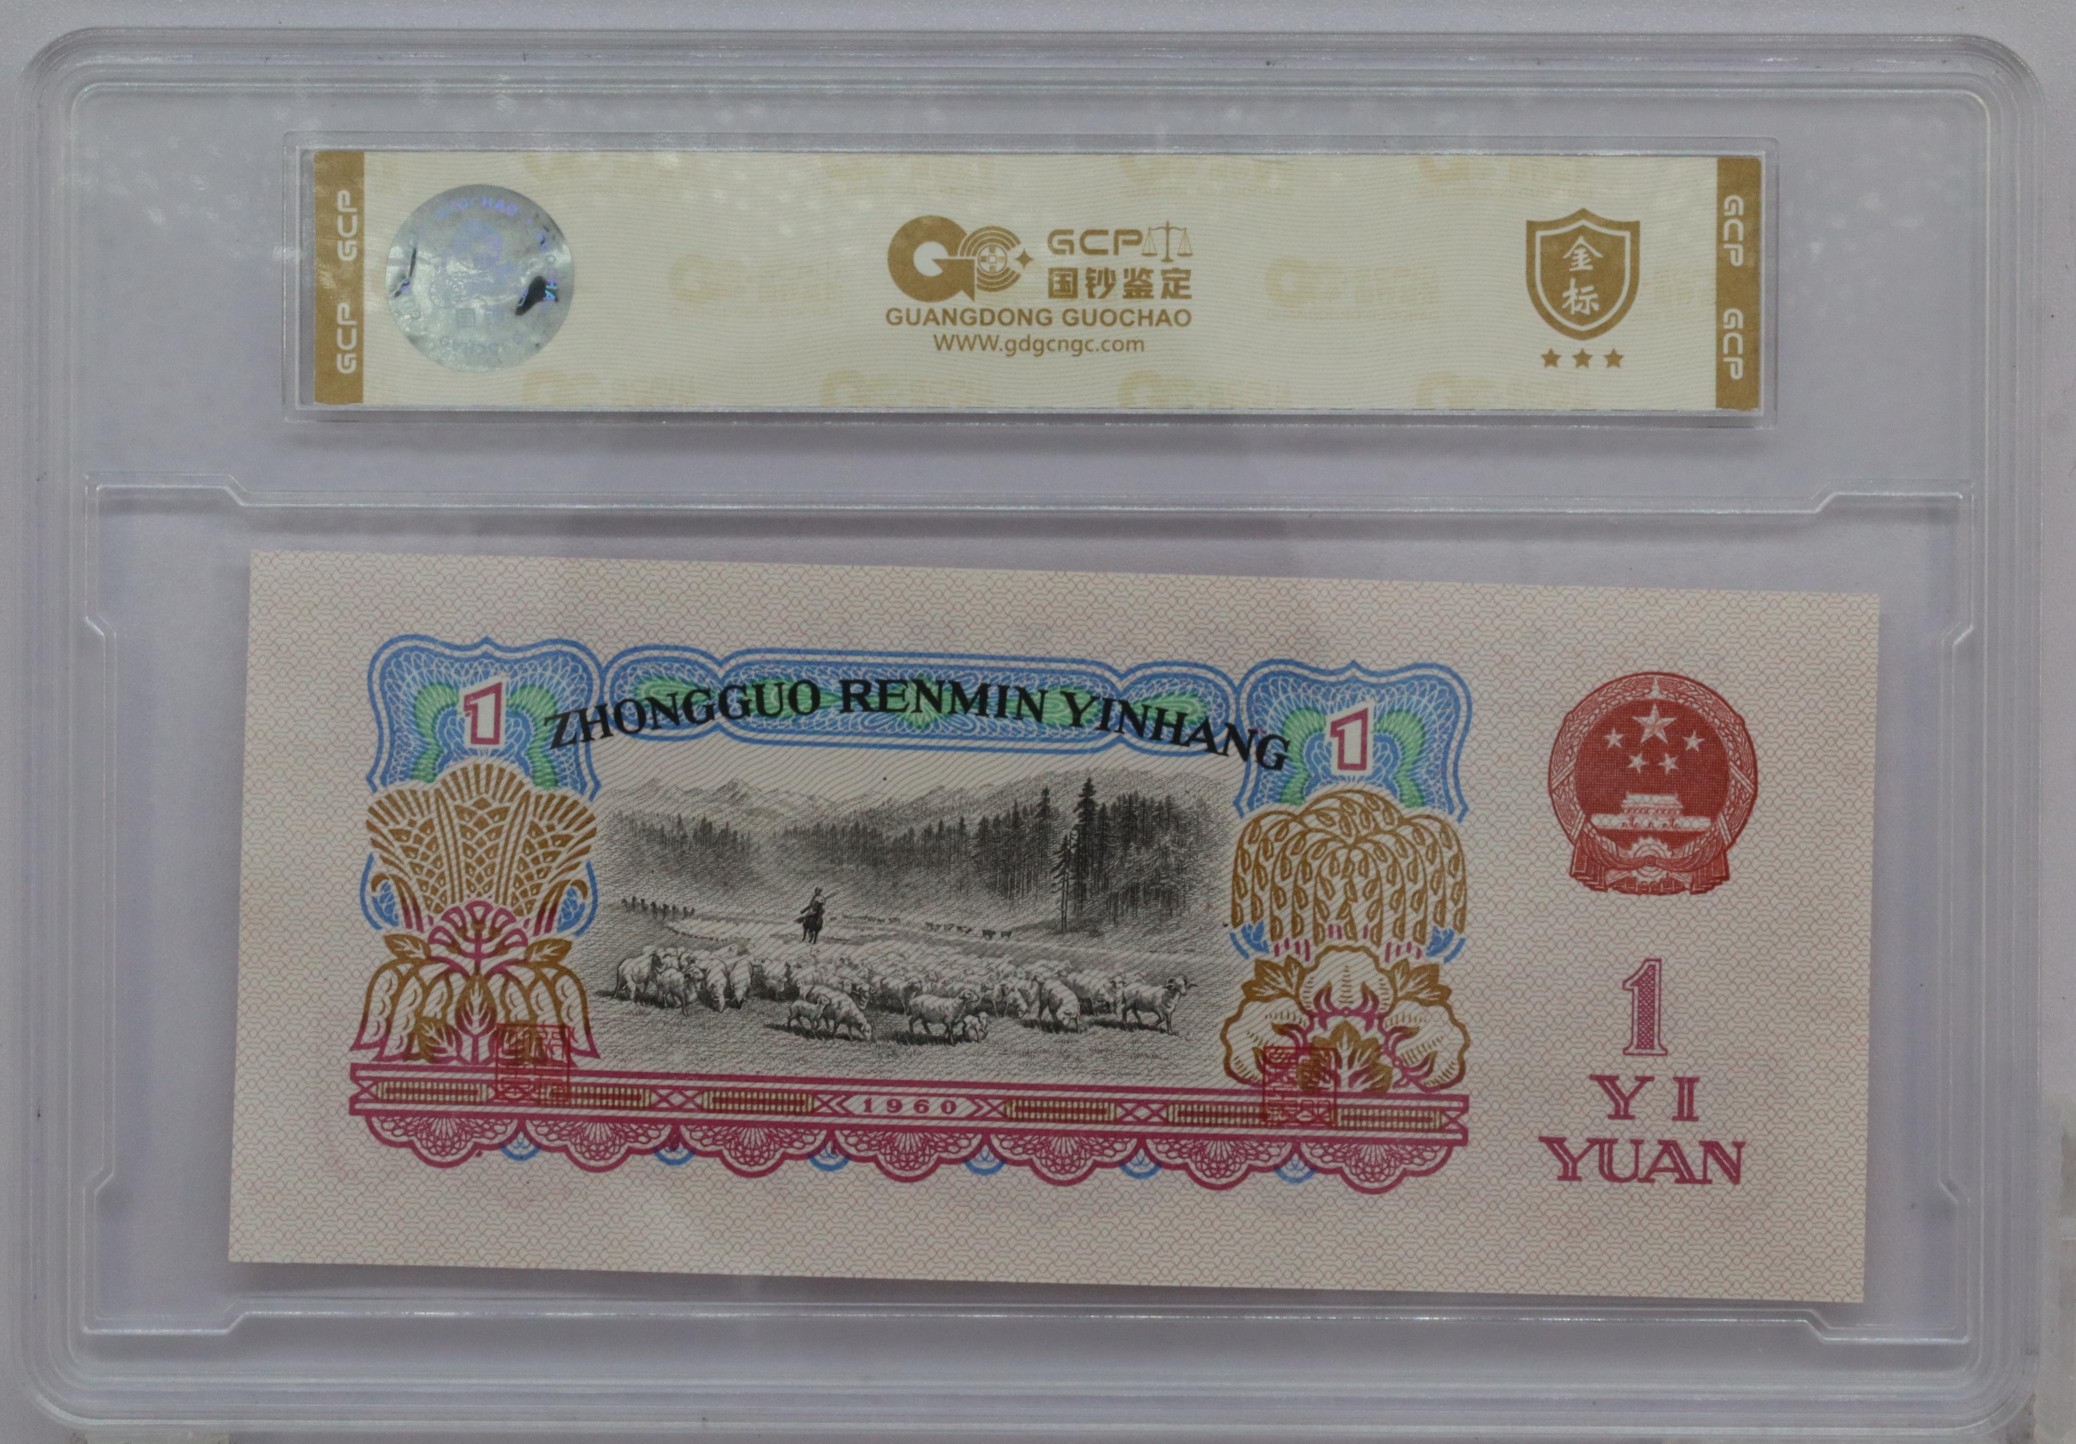 GCP GCP
GCP
国钞鉴定
GUANGDONG GUOCHAO
WWW.gdgcngc.com
金
标
GCP GCP
1
ZHONGGUO RENMIN YINHANG
1
1960
1
YI
YUAN